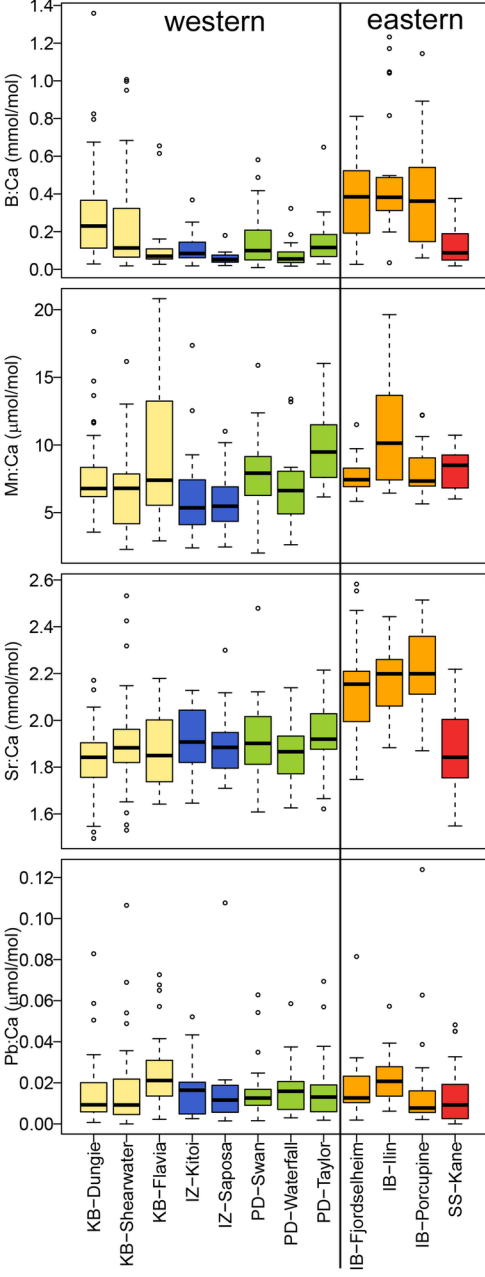 western eastern
B:Ca (mmol/mol)
1.4
1.2
1.0
0.8
0.6
0.4
0.2
0.0
Mn:Ca (μmol/mol)
20
15
10
5
Sr:Ca (mmol/mol)
2.6
2.4
2.2
2.0
1.8
1.6
Pb:Ca (μmol/mol)
0.12
0.10
0.08
0.06
0.04
0.02
0.00
KB−Dungie
KB−Shearwater
KB−Flavia
IZ−Kitol
IZ−Saposa
PD−Swan
PD−Waterfall
PD−Taylor
IB−Fjordselheim
IB−Ilin
IB−Porcupine
SS−Kane